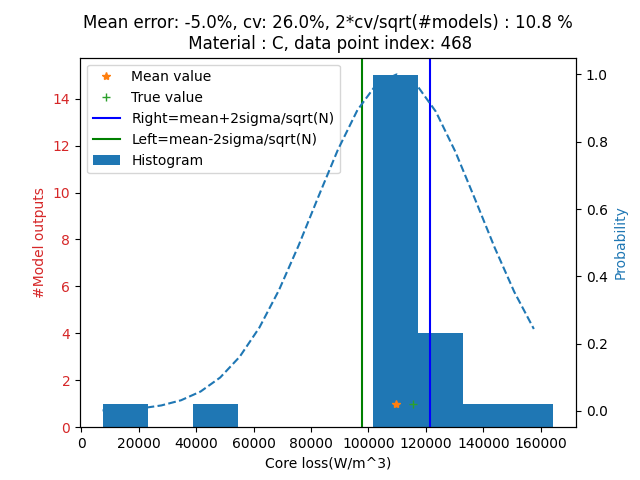 Mean error: -5.0%, cv: 26.0%, 2*cv/sqrt(#models) : 10.8 %
Material : C, data point index: 468
Mean value
True value
Right=mean+2sigma/sqrt(N)
Left=mean-2sigma/sqrt(N)
Histogram
#Model outputs
14
12
10
8
6
4
2
0
1.0
0.8
0.6
0.4
0.2
0.0
Probability
0 20000 40000 60000 80000 100000 120000 140000 160000
Core loss(W/m^3)